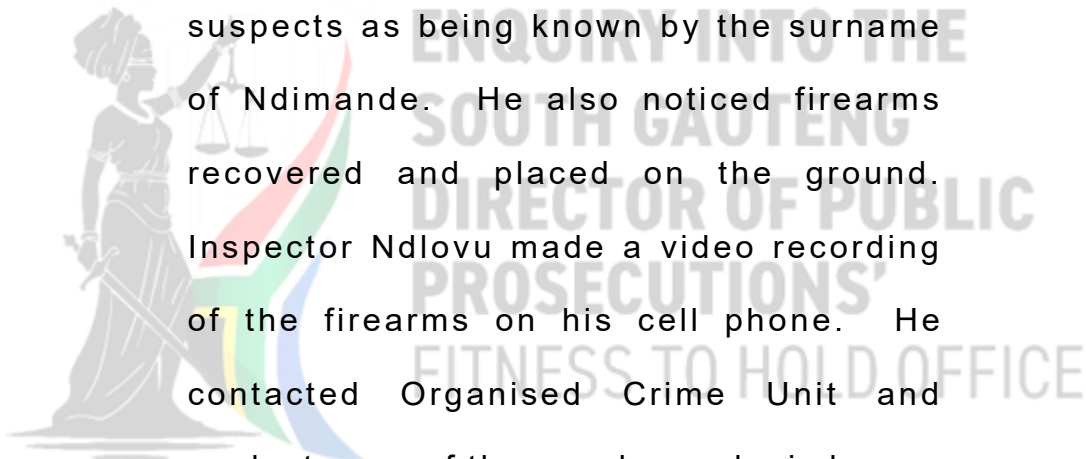 suspects as being known by the surname
of Ndimande. He also noticed firearms
recovered and placed on the ground.
Inspector Ndlovu made a video recording
of the firearms on his cell phone. He
contacted Organised Crime Unit and
ENQUIRY INTO THE
SOUTH GAUTENG
DIRECTOR OF PUBLIC
PROSECUTIONS'
FITNESS TO HOLD OFFICE